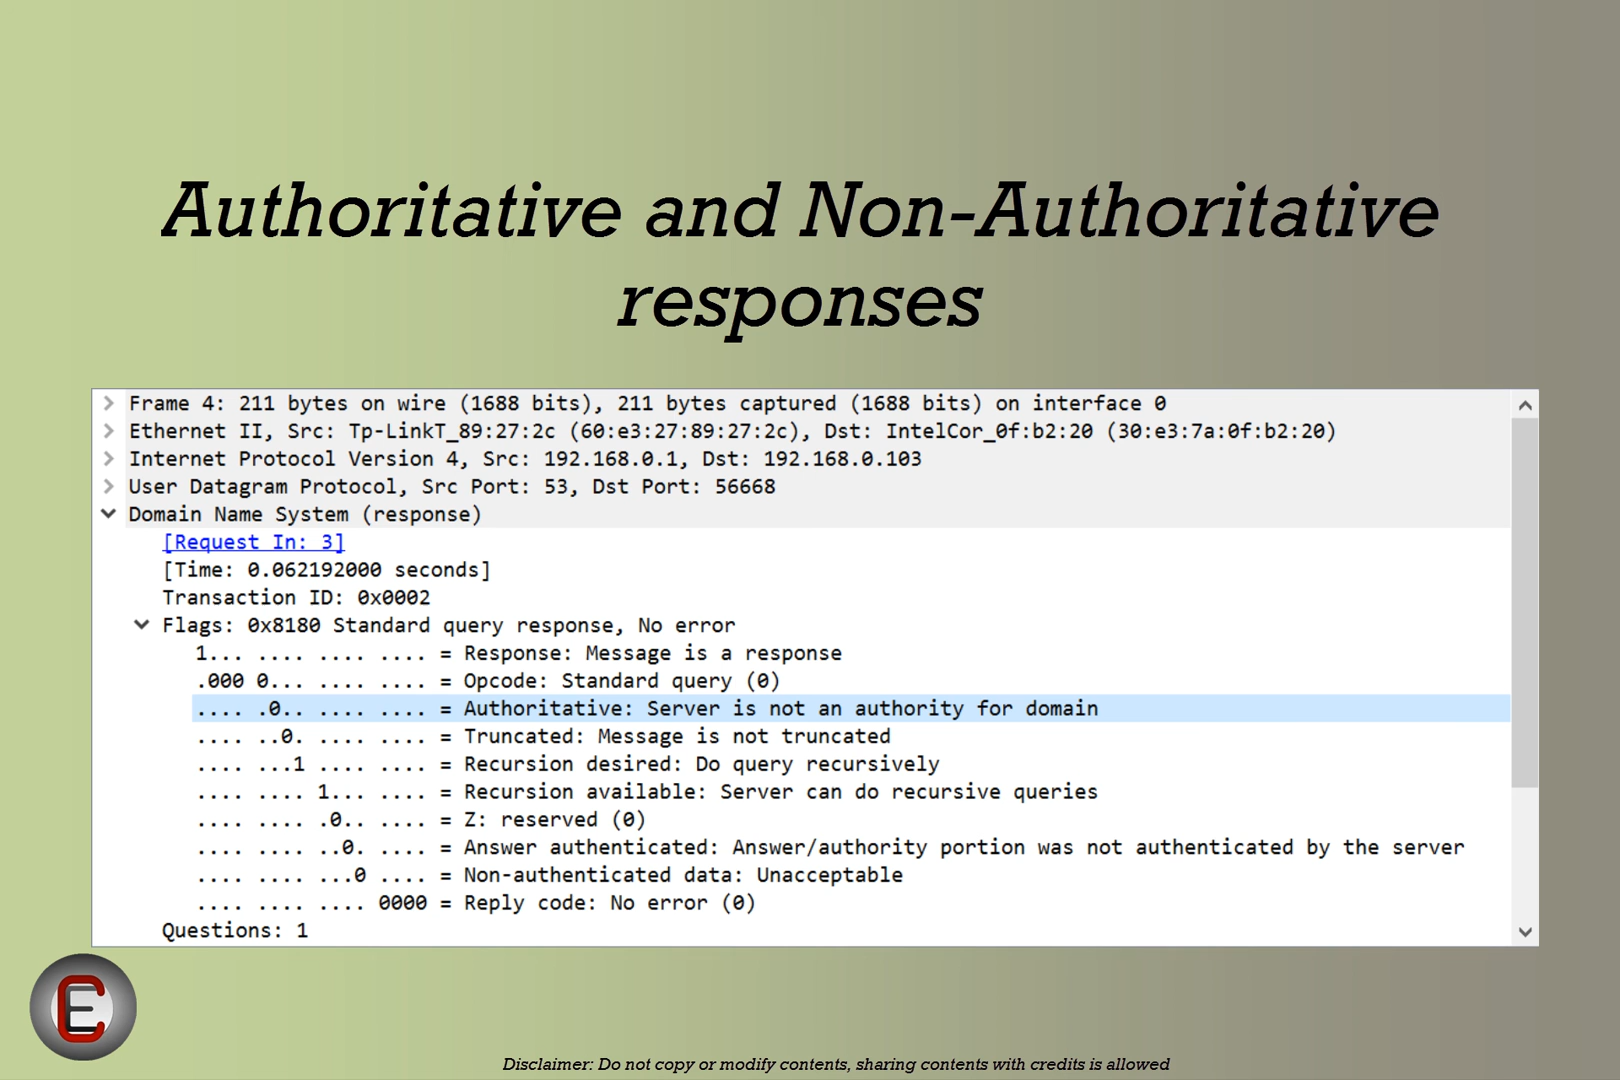 Authoritative and Non-Authoritative
responses
Frame 4: 211 bytes on wire (1688 bits), 211 bytes captured (1688 bits) on interface 0
Ethernet II, Src: Tp-LinkT_89:27:2c (60:e3:27:89:27:2c), Dst: IntelCor_0f:b2:20 (30:e3:7a:0f:b2:20)
Internet Protocol Version 4, Src: 192.168.0.1, Dst: 192.168.0.103
User Datagram Protocol, Src Port: 53, Dst Port: 56668
Domain Name System (response)
[Request In: 3]
[Time: 0.062192000 seconds]
Transaction ID: 0x0002
Flags: 0x8180 Standard query response, No error
1... .... .... .... = Response: Message is a response
.000 0... .... .... = Opcode: Standard query (0)
.... .0.. .... .... = Authoritative: Server is not an authority for domain
.... ..0. .... .... = Truncated: Message is not truncated
.... ...1 .... .... = Recursion desired: Do query recursively
.... .... 1... .... = Recursion available: Server can do recursive queries
.... .... .0.. .... = Z: reserved (0)
.... .... ..0. .... = Answer authenticated: Answer/authority portion was not authenticated by the server
.... .... ...0 .... = Non-authenticated data: Unacceptable
.... .... .... 0000 = Reply code: No error (0)
Questions: 1
CE
Disclaimer: Do not copy or modify contents, sharing contents with credits is allowed